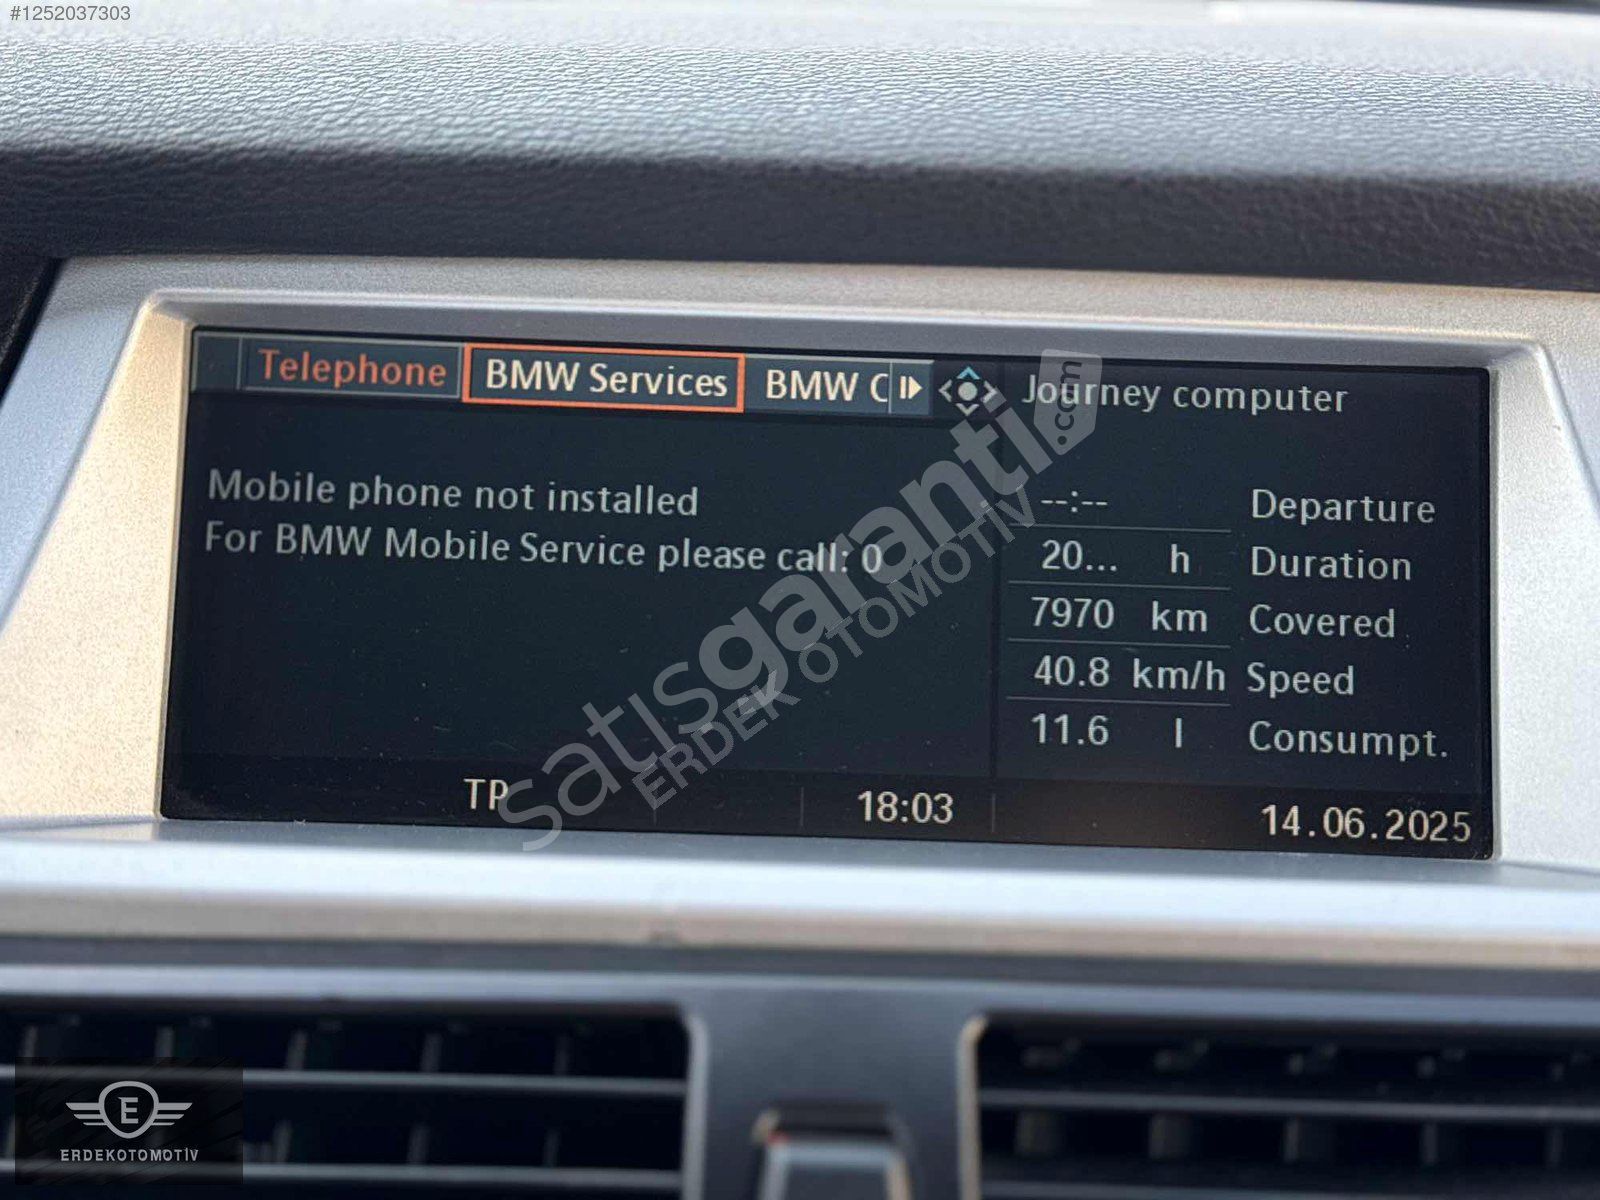 #1252037303
Telephone BMW Services BMW C Journey computer
Mobile phone not installed
For BMW Mobile Service please call: 0
--:-- Departure
20... h Duration
7970 km Covered
40.8 km/h Speed
11.6 l Consumpt.
TP 18:03 14.06.2025
satısgaranti.com
ERDEK OTOMOTİV
E
ERDEKOTOMOTİV